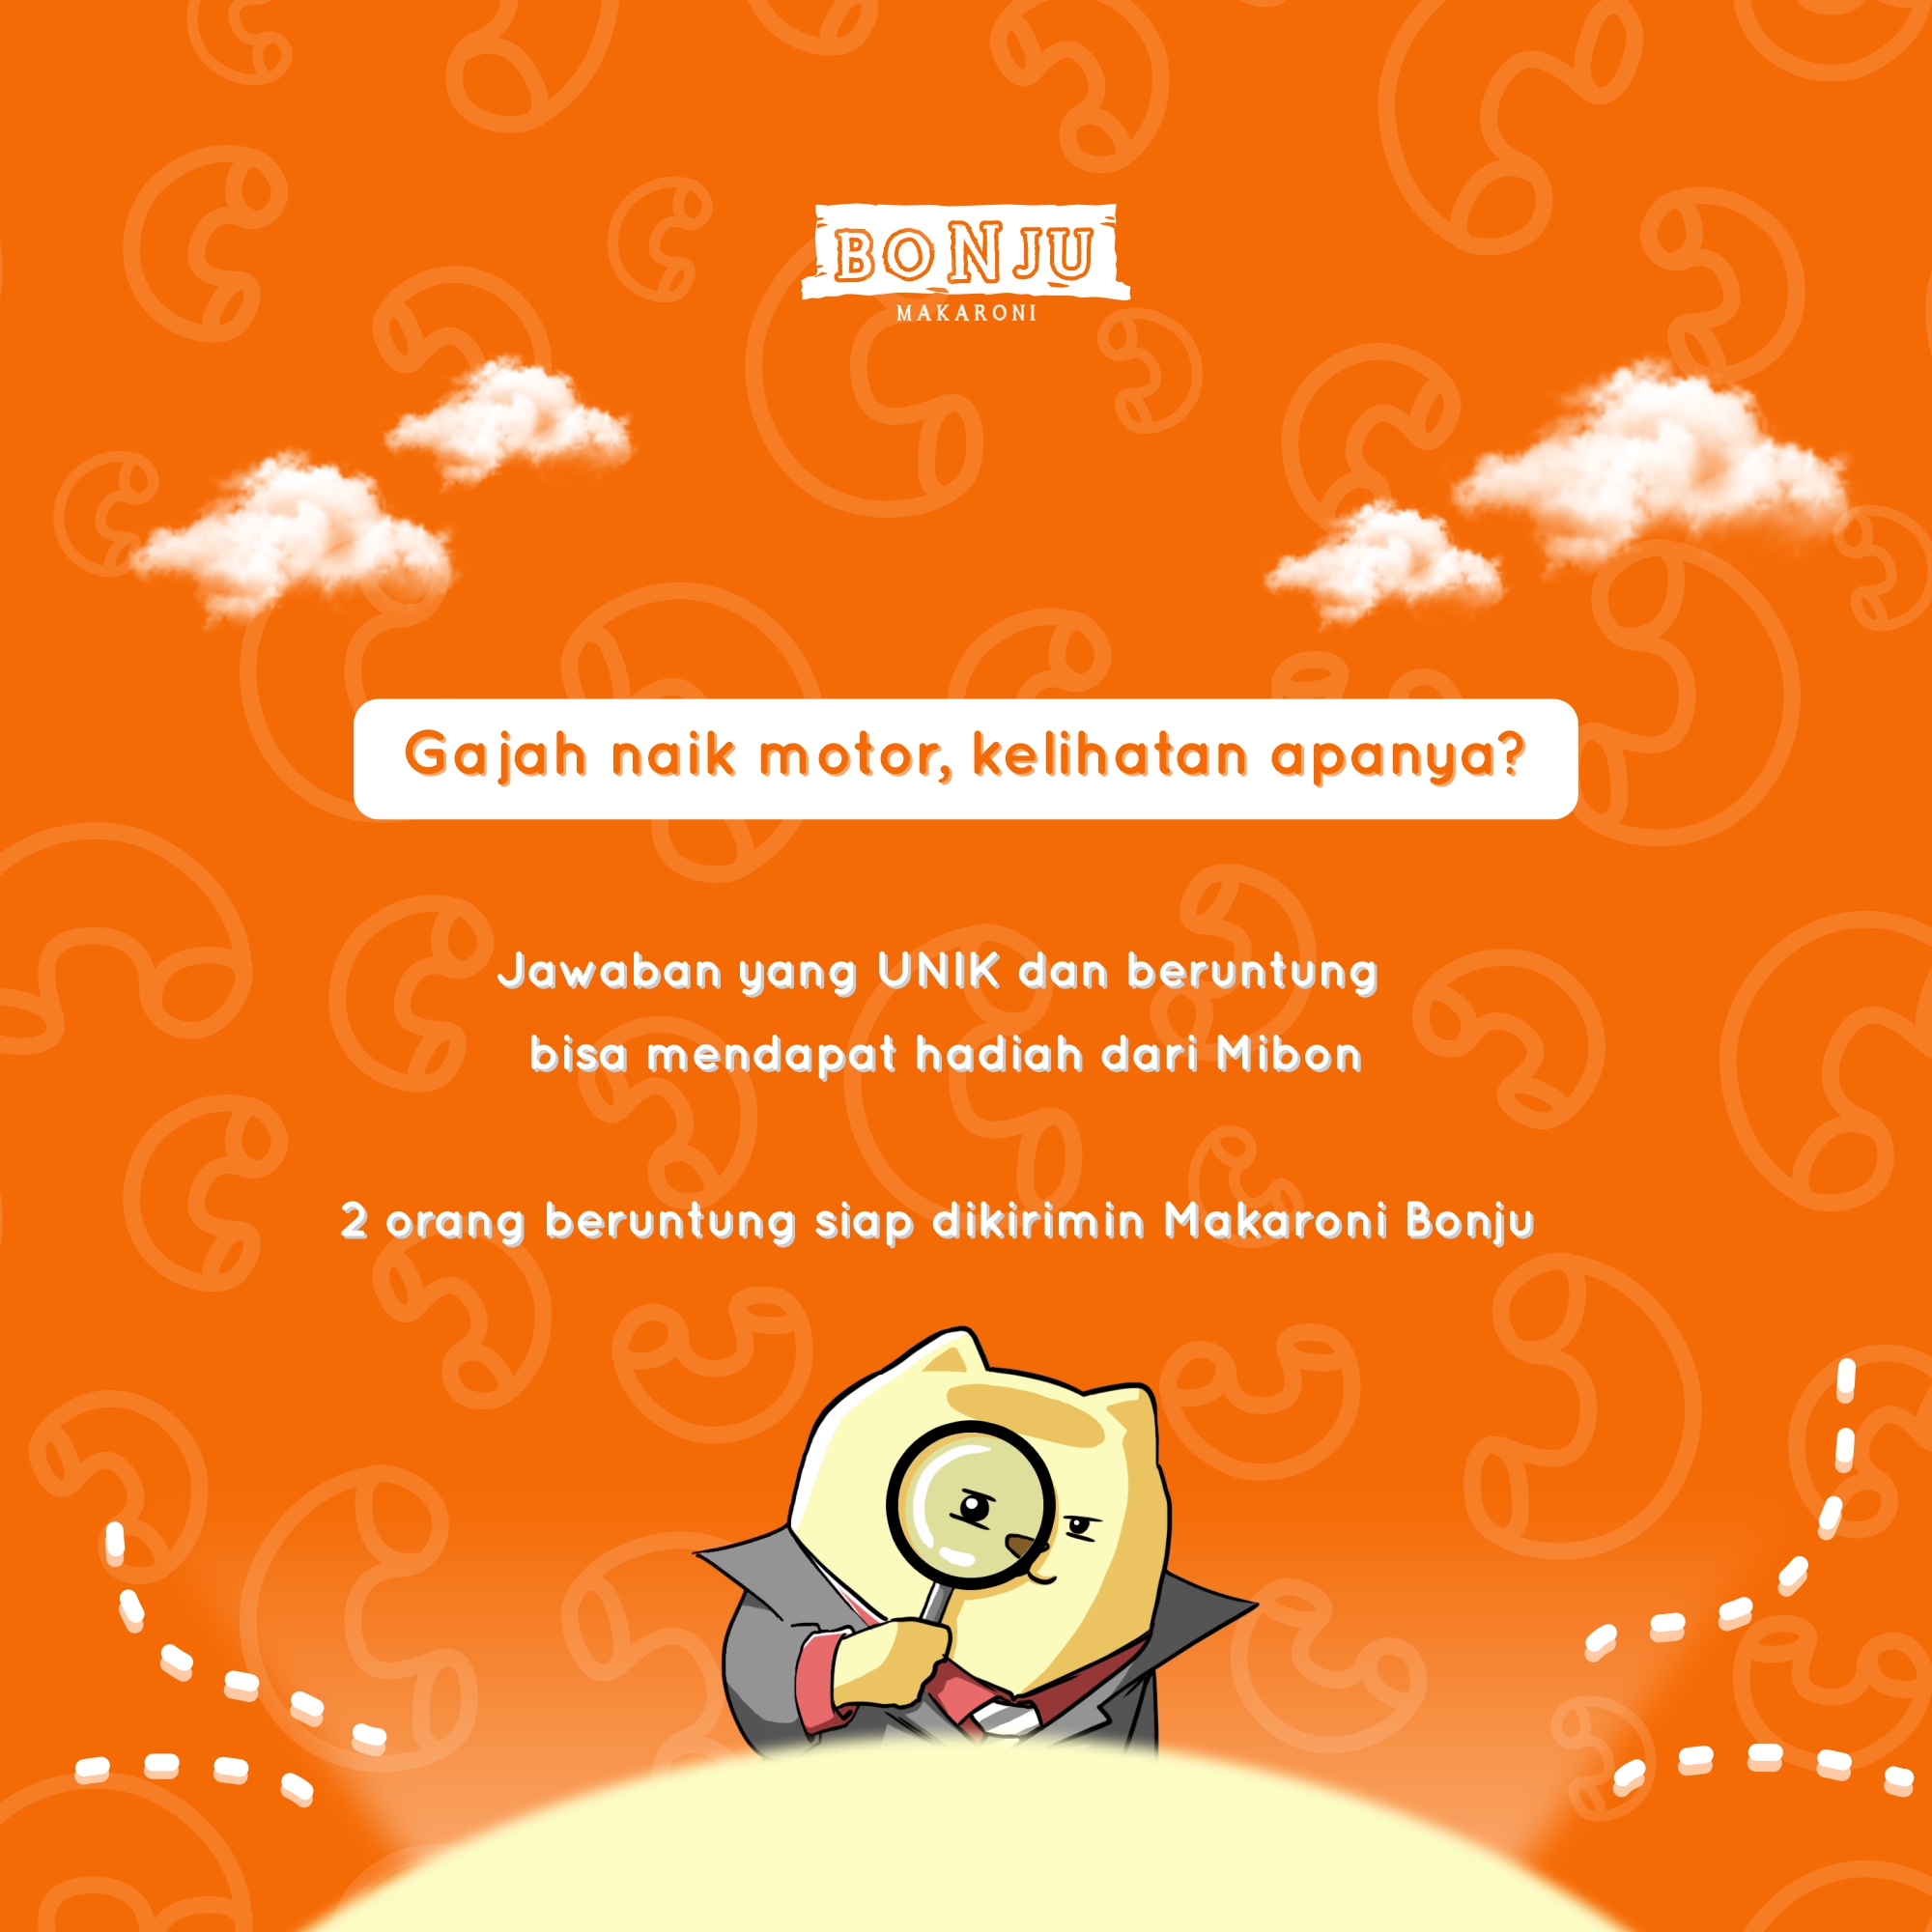 BONJU
MAKARONI
Gajah naik motor, kelihatan apanya?
Jawaban yang UNIK dan beruntung
bisa mendapat hadiah dari Mibon
2 orang beruntung siap dikirimin Makaroni Bonju